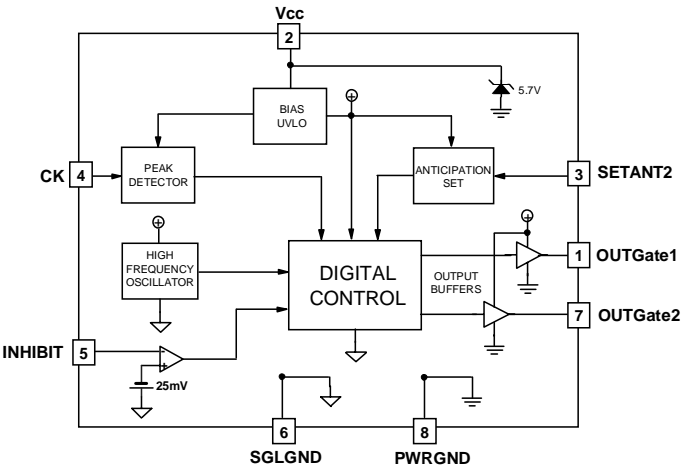 Vcc
2
5.7V
BIAS
UVLO
CK
4
PEAK
DETECTOR
ANTICIPATION
SET
3
SETANT2
HIGH
FREQUENCY
OSCILLATOR
DIGITAL
CONTROL
OUTPUT
BUFFERS
1
OUTGate1
7
OUTGate2
INHIBIT
5
-
+
25mV
6
8
SGLGND
PWRGND